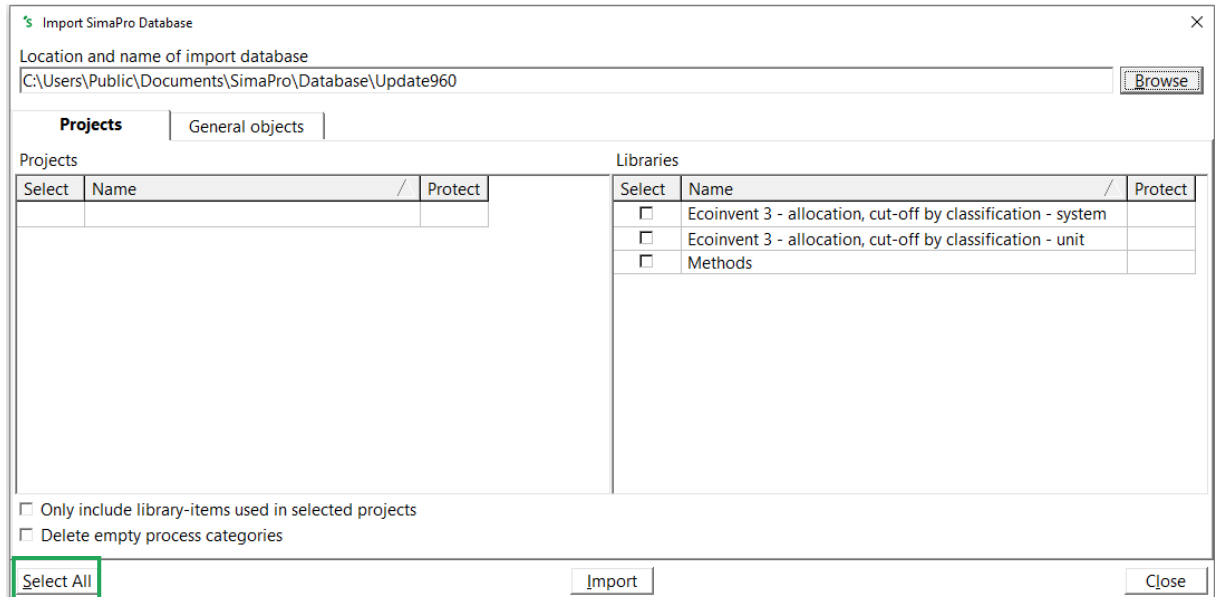 Import SimaPro Database
Location and name of import database
C:\Users\Public\Documents\SimaPro\Database\Update960
Browse
Projects
General objects
Projects
Select Name Protect
Libraries
Select Name Protect
Ecoinvent 3 - allocation, cut-off by classification - system
Ecoinvent 3 - allocation, cut-off by classification - unit
Methods
Only include library-items used in selected projects
Delete empty process categories
Select All
Import
Close